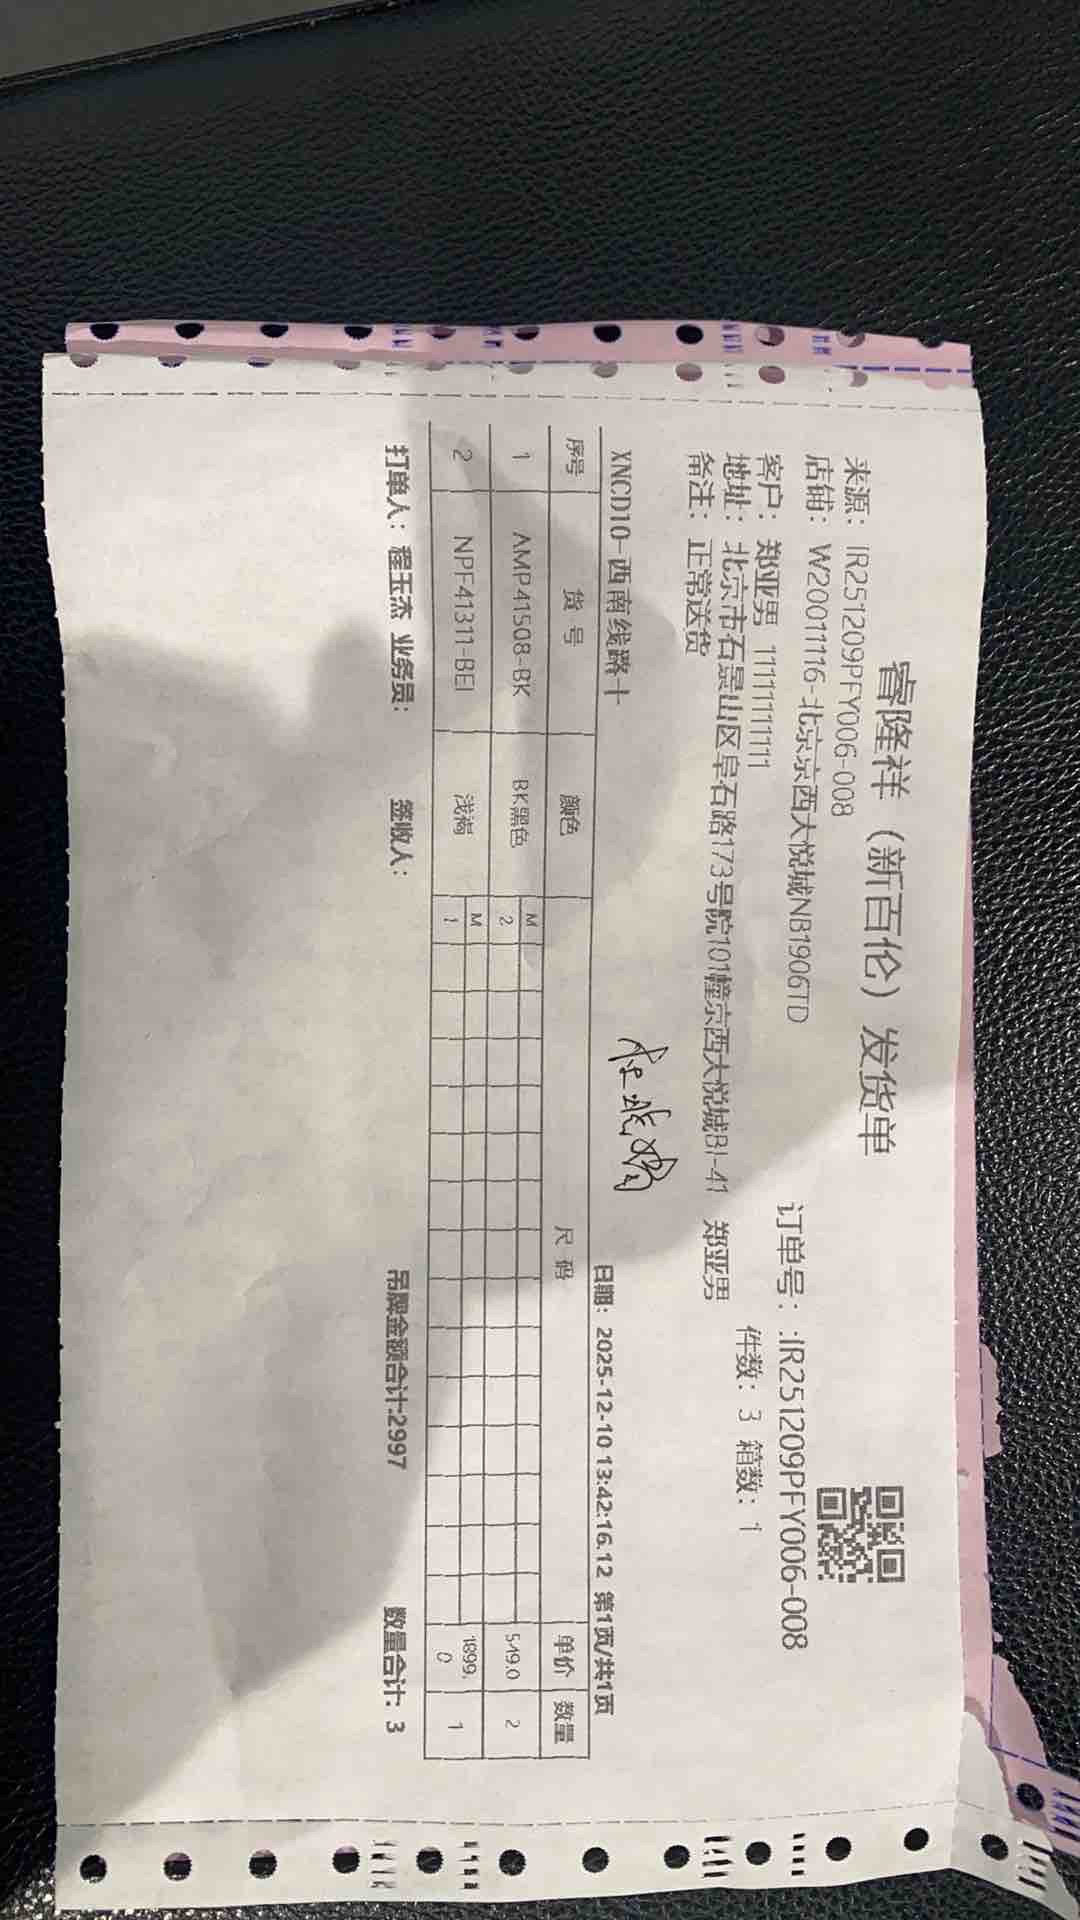 睿隆祥（新百伦）发货单
来源：IR251209PFY006-008
店铺：W20011116-北京京西大悦城NB1906TD
订单号：:IR251209PFY006-008
客户：郑亚男 11111111111
件数：3 箱数：1
地址：北京市石景山区阜石路173号院101幢京西大悦城B1-41 郑亚男
备注：正常送货
XNCD10-西南线路十
日期：2025-12-10 13:42:16.12 第1页/共1页
序号 货号 颜色 尺码 单价 数量
1 AMP41508-BK BK黑色 M 2 549.0 2
2 NPF41311-BEI 浅褐 M 1 1899.0 1
打单人：程玉杰 业务员： 签收人： 吊牌金额合计:2997 数量合计: 3